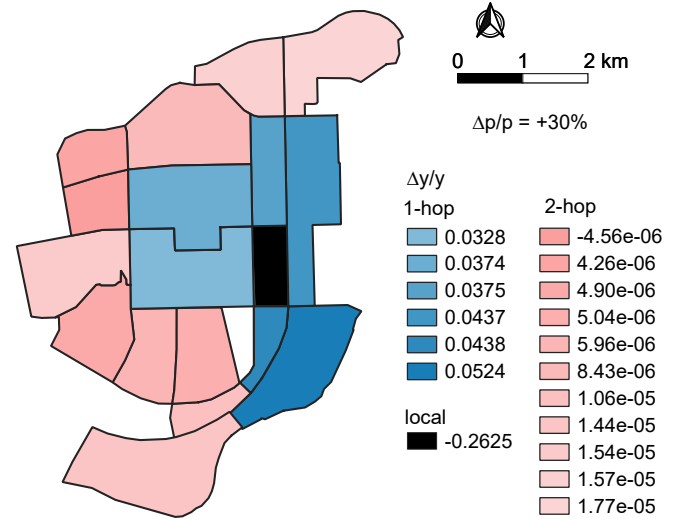 0 1 2 km
Δp/p = +30%
Δy/y
1-hop
0.0328
0.0374
0.0375
0.0437
0.0438
0.0524
local
-0.2625
2-hop
-4.56e-06
4.26e-06
4.90e-06
5.04e-06
5.96e-06
8.43e-06
1.06e-05
1.44e-05
1.54e-05
1.57e-05
1.77e-05